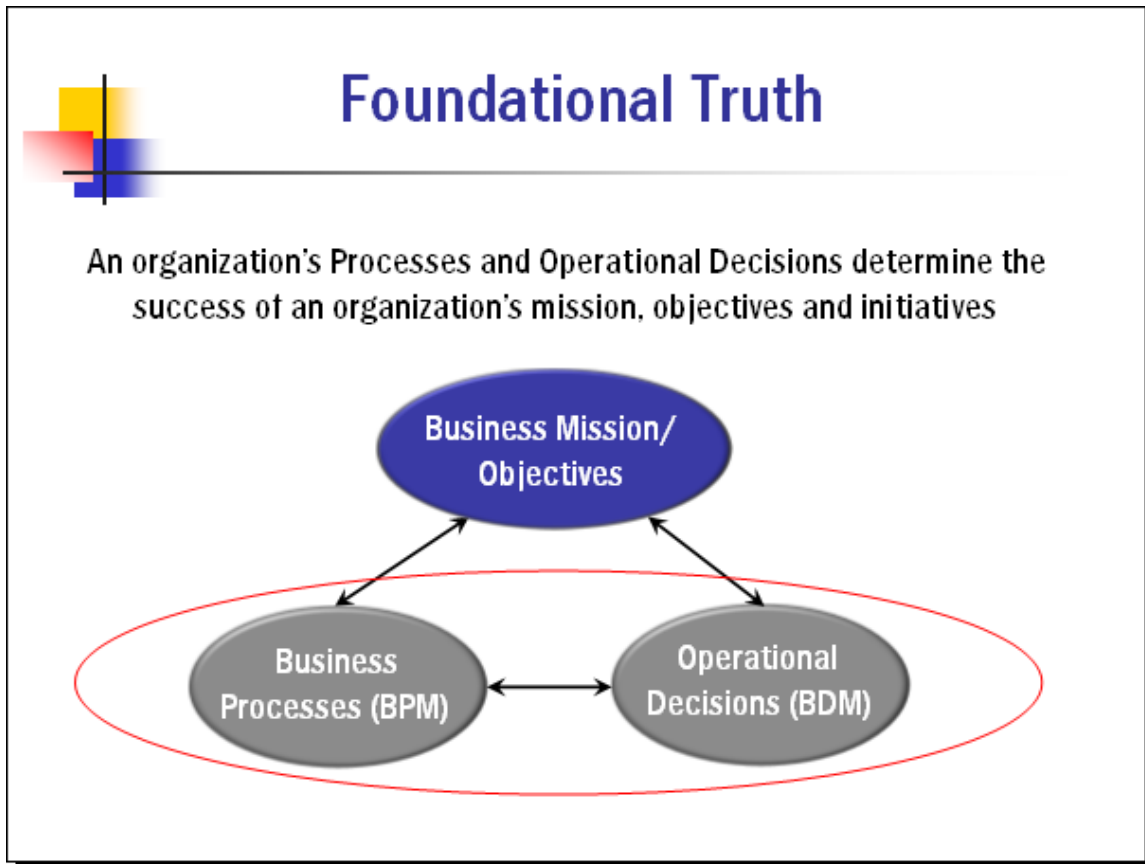 Foundational Truth
An organization's Processes and Operational Decisions determine the
success of an organization's mission, objectives and initiatives
Business Mission/
Objectives
Business
Processes (BPM)
Operational
Decisions (BDM)